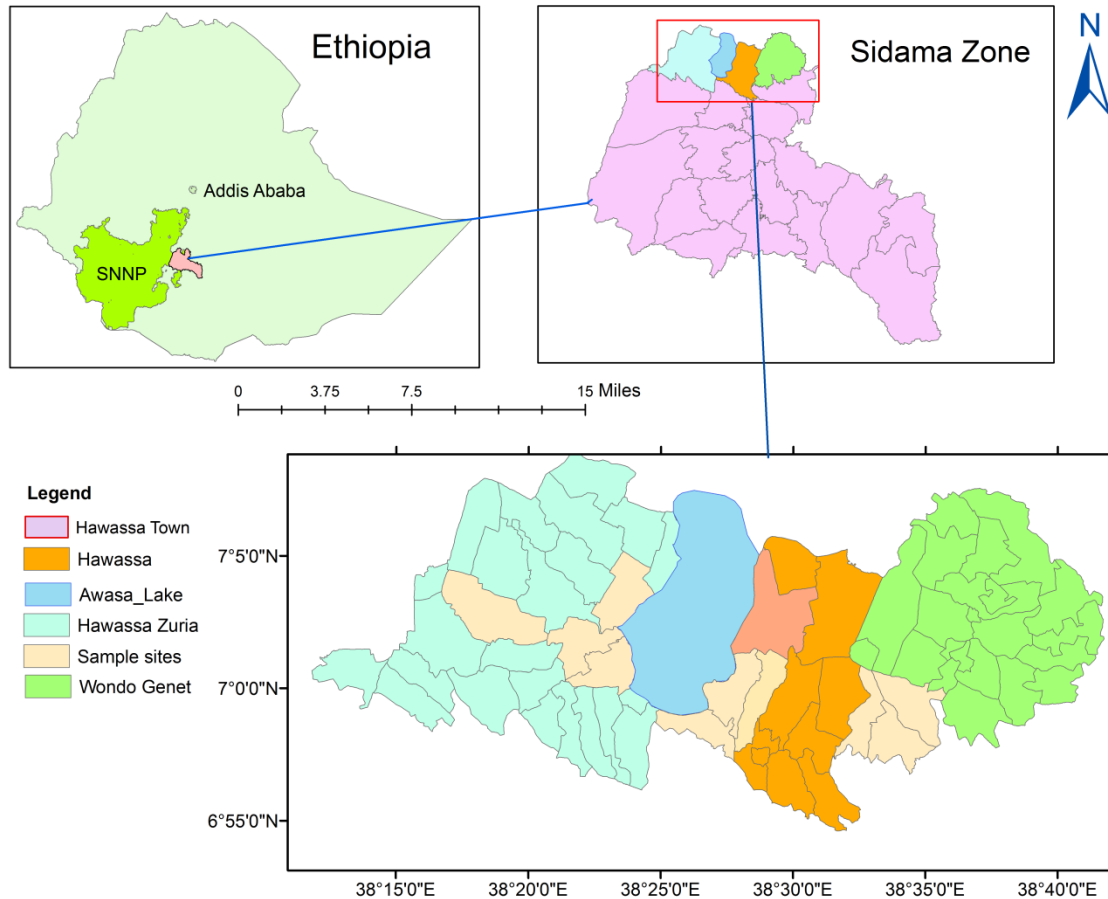 Ethiopia
Addis Ababa
SNNP
Sidama Zone
N
0 3.75 7.5 15 Miles
Legend
Hawassa Town
Hawassa
Awasa_Lake
Hawassa Zuria
Sample sites
Wondo Genet
7°50'0"N
7°0'0"N
6°55'0"N
38°15'0"E 38°20'0"E 38°25'0"E 38°30'0"E 38°35'0"E 38°40'0"E